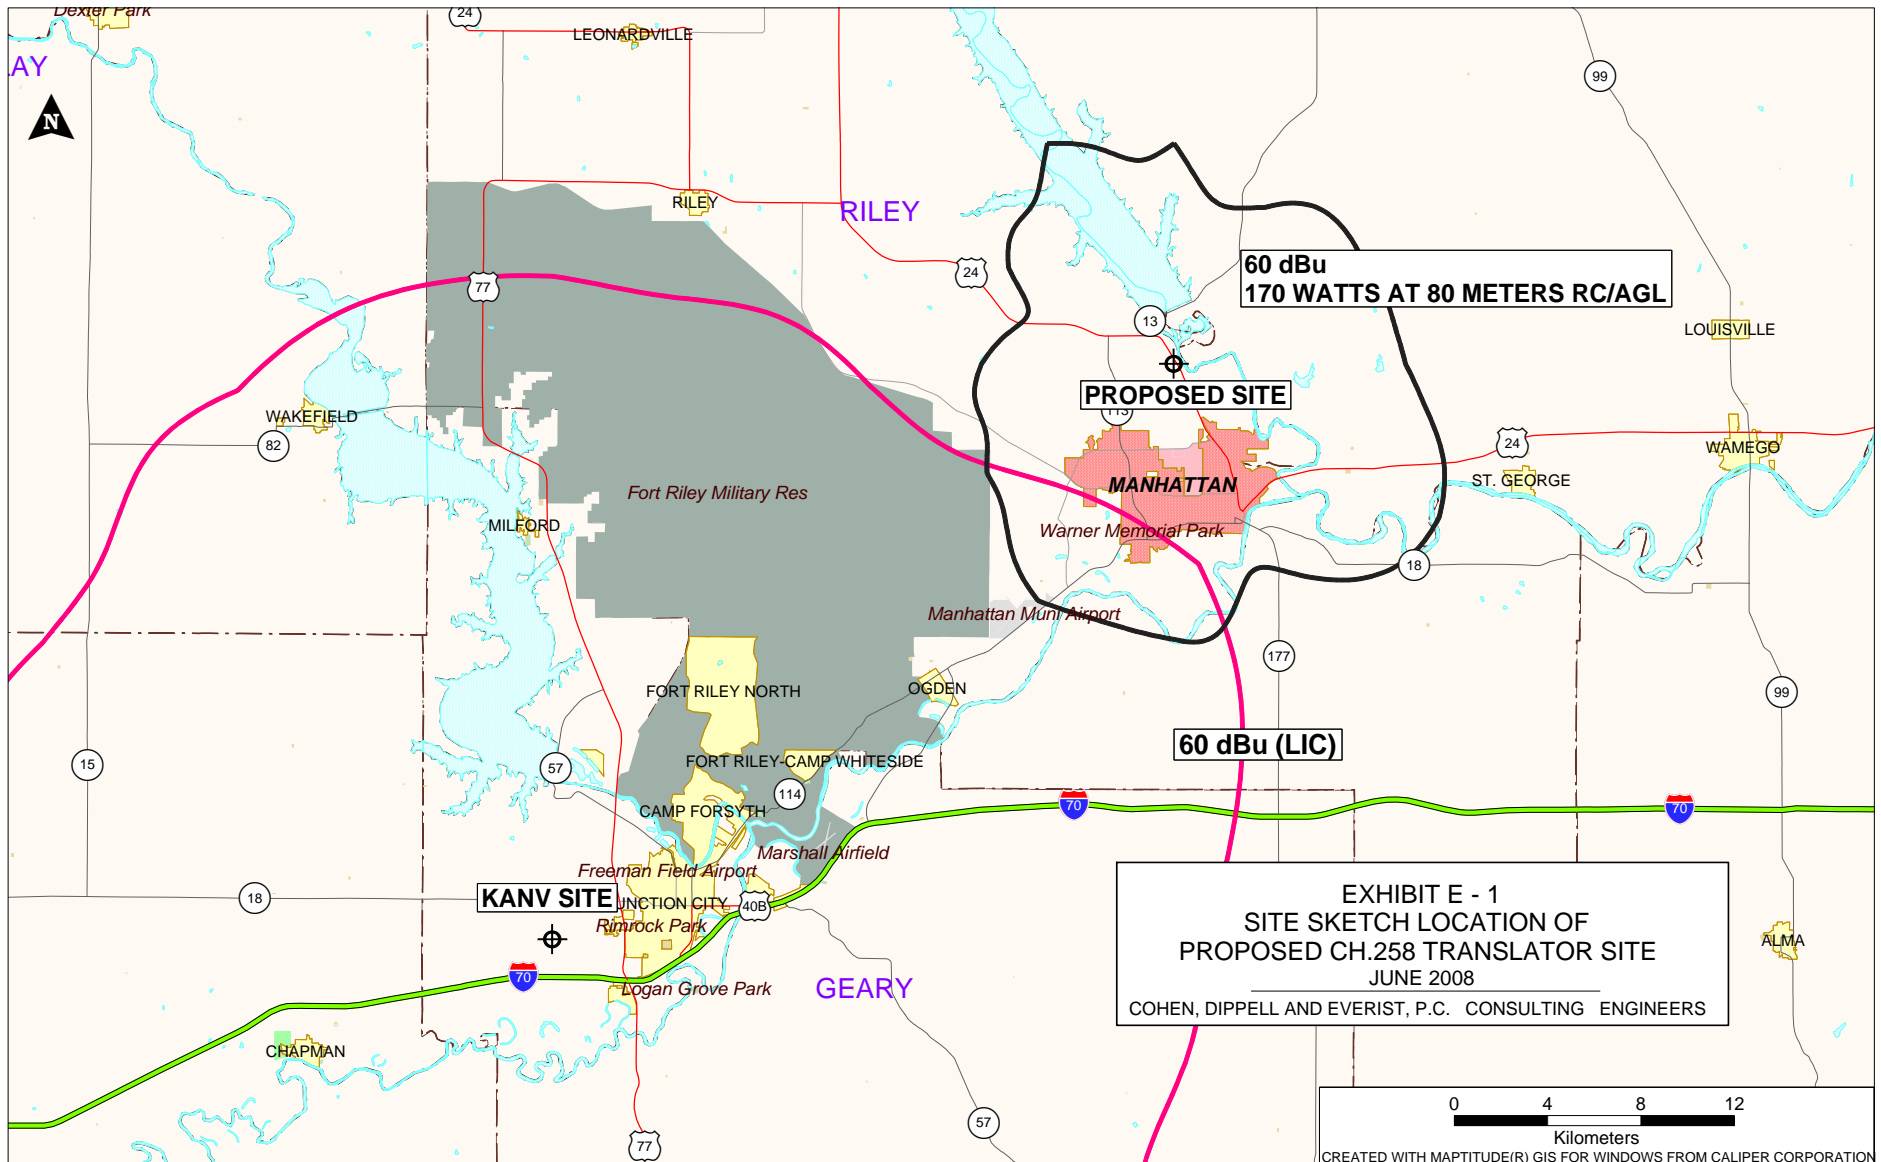 Dexter Park
24
LEONARDVILLE
99
AY
N
RILEY
RILEY
24
77
60 dBu
170 WATTS AT 80 METERS RC/AGL
13
LOUISVILLE
PROPOSED SITE
113
WAKEFIELD
82
24
WAMEGO
ST. GEORGE
MANHATTAN
Fort Riley Military Res
MILFORD
Warner Memorial Park
18
Manhattan Muni Airport
177
FORT RILEY NORTH
OGDEN
99
60 dBu (LIC)
15
57
FORT RILEY-CAMP WHITESIDE
114
CAMP FORSYTH
70
70
Marshall Airfield
Freeman Field Airport
KANV SITE
18
UNCTION CITY
40B
Rimrock Park
EXHIBIT E - 1
SITE SKETCH LOCATION OF
PROPOSED CH.258 TRANSLATOR SITE
JUNE 2008
COHEN, DIPPELL AND EVERIST, P.C. CONSULTING ENGINEERS
ALMA
70
Logan Grove Park
GEARY
CHAPMAN
57
77
0 4 8 12
Kilometers
CREATED WITH MAPTITUDE(R) GIS FOR WINDOWS FROM CALIPER CORPORATION